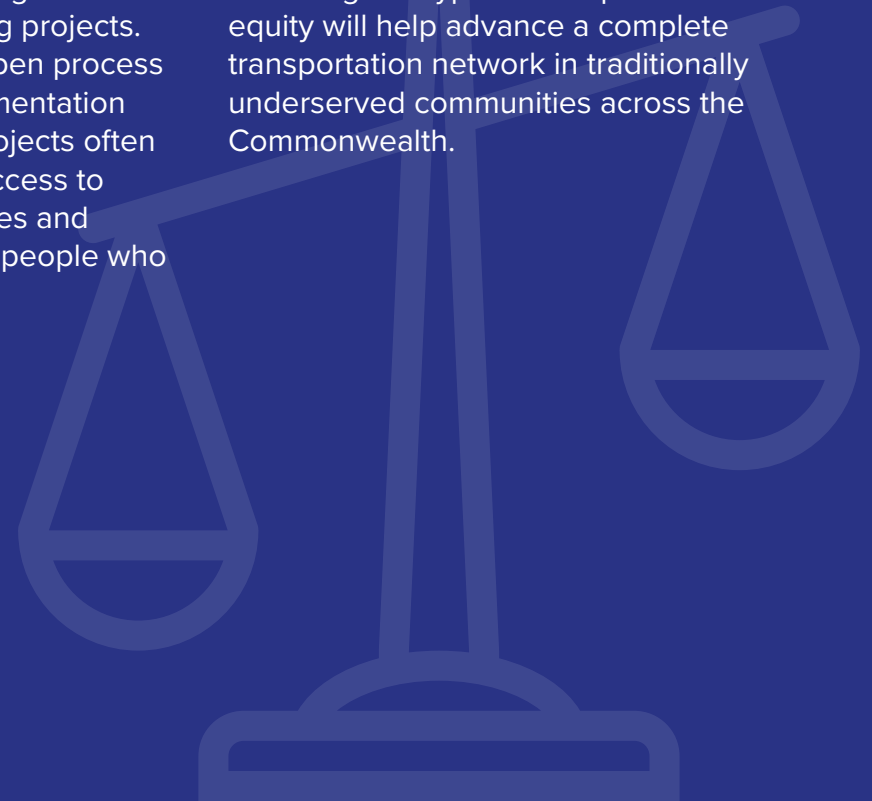 g projects.
pen process
mentation
ojects often
ccess to
es and
people who
equity will help advance a complete
transportation network in traditionally
underserved communities across the
Commonwealth.